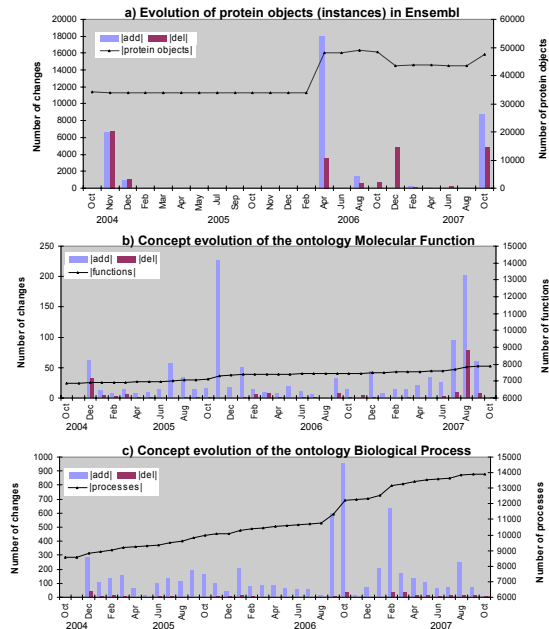 a) Evolution of protein objects (instances) in Ensembl
|add| |del|
|protein objects|
Number of changes
20000
18000
16000
14000
12000
10000
8000
6000
4000
2000
0
Number of protein objects
60000
50000
40000
30000
20000
10000
0
Oct Nov Dec Feb Mar Apr May Jul Sep Oct Nov Dec Feb Apr Jun Aug Oct Dec Feb Apr Jun Aug Oct
2004 2005 2006 2007
b) Concept evolution of the ontology Molecular Function
|add| |del|
|functions|
Number of changes
250
200
150
100
50
0
Number of functions
15000
14000
13000
12000
11000
10000
9000
8000
7000
6000
Oct Dec Feb Apr Jun Aug Oct Dec Feb Apr Jun Aug Oct Dec Feb Apr Jun Aug Oct
2004 2005 2006 2007
c) Concept evolution of the ontology Biological Process
|add| |del|
|processes|
Number of changes
1000
900
800
700
600
500
400
300
200
100
0
Number of processes
15000
14000
13000
12000
11000
10000
9000
8000
7000
6000
Oct Dec Feb Apr Jun Aug Oct Dec Feb Apr Jun Aug Oct Dec Feb Apr Jun Aug Oct
2004 2005 2006 2007